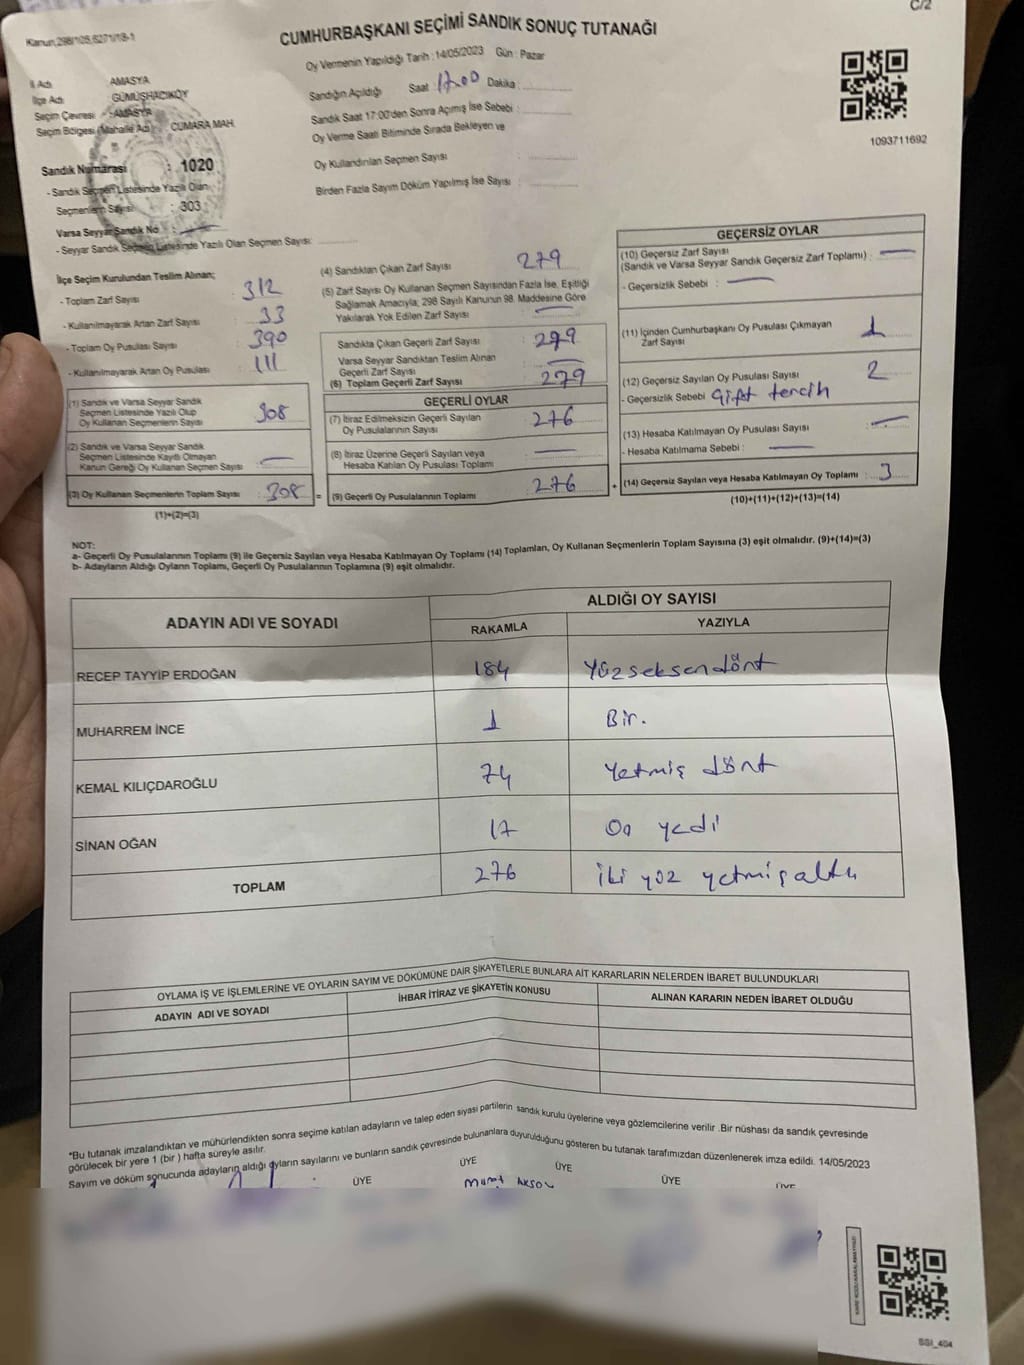 C/2
Kanun,298/105,6271/18-1
CUMHURBAŞKANI SEÇİMİ SANDIK SONUÇ TUTANAĞI
Oy Vermenin Yapıldığı Tarih : 14/05/2023 Gün : Pazar
İl Adı : AMASYA
İlçe Adı : GÜMÜŞHACIKÖY
Seçim Çevresi : AMASYA
Seçim Bölgesi (Mahalle Adı) : CUMARA MAH.
Sandık Numarası : 1020
- Sandık Seçmen Listesinde Yazılı Olan
Seçmenlerin Sayısı : 303
Varsa Seyyar Sandık No :
- Seyyar Sandık Seçmen Listesinde Yazılı Olan Seçmen Sayısı:
Sandığın Açıldığı Saat : 17.00 Dakika :
Sandık Saat 17:00'den Sonra Açımış İse Sebebi :
Oy Verme Saati Bitiminde Sırada Bekleyen ve
Oy Kullandırılan Seçmen Sayısı :
Birden Fazla Sayım Döküm Yapılmış İse Sayısı :
1093711692
İlçe Seçim Kurulundan Teslim Alınan;
- Toplam Zarf Sayısı : 312
- Kullanılmayarak Artan Zarf Sayısı : 33
- Toplam Oy Pusulası Sayısı : 390
- Kullanılmayarak Artan Oy Pusulası : 111
(1) Sandık ve Varsa Seyyar Sandık
Seçmen Listesinde Yazılı Olup
Oy Kullanan Seçmenlerin Sayısı : 308
(2) Sandık ve Varsa Seyyar Sandık
Seçmen Listesinde Kayıtlı Olmayan
Kanun Gereği Oy Kullanan Seçmen Sayısı : —
(3) Oy Kullanan Seçmenlerin Toplam Sayısı : 308 =
(1)+(2)=(3)
(4) Sandıktan Çıkan Zarf Sayısı : 279
(5) Zarf Sayısı Oy Kullanan Seçmen Sayısından Fazla İse, Eşitliği
Sağlamak Amacıyla; 298 Sayılı Kanunun 98. Maddesine Göre
Yakılarak Yok Edilen Zarf Sayısı : —
Sandıkta Çıkan Geçerli Zarf Sayısı : 279
Varsa Seyyar Sandıktan Teslim Alınan
Geçerli Zarf Sayısı : —
(6) Toplam Geçerli Zarf Sayısı : 279
GEÇERLİ OYLAR
(7) İtiraz Edilmeksizin Geçerli Sayılan
Oy Pusulalarının Sayısı : 276
(8) İtiraz Üzerine Geçerli Sayılan veya
Hesaba Katılan Oy Pusulası Toplamı : —
(9) Geçerli Oy Pusulalarının Toplamı : 276 +
GEÇERSİZ OYLAR
(10) Geçersiz Zarf Sayısı
(Sandık ve Varsa Seyyar Sandık Geçersiz Zarf Toplamı) : —
- Geçersizlik Sebebi : —
(11) İçinden Cumhurbaşkanı Oy Pusulası Çıkmayan
Zarf Sayısı : 1
(12) Geçersiz Sayılan Oy Pusulası Sayısı : 2
- Geçersizlik Sebebi Çift tercih
(13) Hesaba Katılmayan Oy Pusulası Sayısı : —
- Hesaba Katılmama Sebebi : —
(14) Geçersiz Sayılan veya Hesaba Katılmayan Oy Toplamı : 3
(10)+(11)+(12)+(13)=(14)
NOT:
a- Geçerli Oy Pusulalarının Toplamı (9) ile Geçersiz Sayılan veya Hesaba Katılmayan Oy Toplamı (14) Toplamları, Oy Kullanan Seçmenlerin Toplam Sayısına (3) eşit olmalıdır. (9)+(14)=(3)
b- Adayların Aldığı Oyların Toplamı, Geçerli Oy Pusulalarının Toplamına (9) eşit olmalıdır.
ADAYIN ADI VE SOYADI ALDIĞI OY SAYISI
RAKAMLA YAZIYLA
RECEP TAYYİP ERDOĞAN 184 Yüzseksendört
MUHARREM İNCE 1 Bir.
KEMAL KILIÇDAROĞLU 74 Yetmiş dört
SİNAN OĞAN 17 On yedi
TOPLAM 276 iki yüz yetmişaltı
OYLAMA İŞ VE İŞLEMLERİNE VE OYLARIN SAYIM VE DÖKÜMÜNE DAİR ŞİKAYETLERLE BUNLARA AİT KARARLARIN NELERDEN İBARET BULUNDUKLARI
ADAYIN ADI VE SOYADI İHBAR İTİRAZ VE ŞİKAYETİN KONUSU ALINAN KARARIN NEDEN İBARET OLDUĞU
*Bu tutanak imzalandıktan ve mühürlendikten sonra seçime katılan adayların ve talep eden siyasi partilerin sandık kurulu üyelerine veya gözlemcilerine verilir .Bir nüshası da sandık çevresinde
görülecek bir yere 1 (bir ) hafta süreyle asılır.
Sayım ve döküm sonucunda adayların aldığı oyların sayılarını ve bunların sandık çevresinde bulunanlara duyurulduğunu gösteren bu tutanak tarafımızdan düzenlenerek imza edildi. 14/05/2023
ÜYE ÜYE ÜYE ÜYE ÜYE
Murat AKSOY
SSİ_404